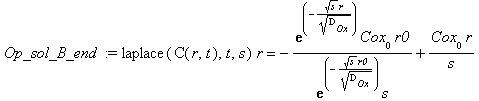 Op_sol_B_end := laplace ( C( r, t ), t, s ) r = − e^(−(√s r)/(√D_Ox)) Cox_0 r0 / (e^(−(√s r0)/(√D_Ox)) s) + Cox_0 r / s